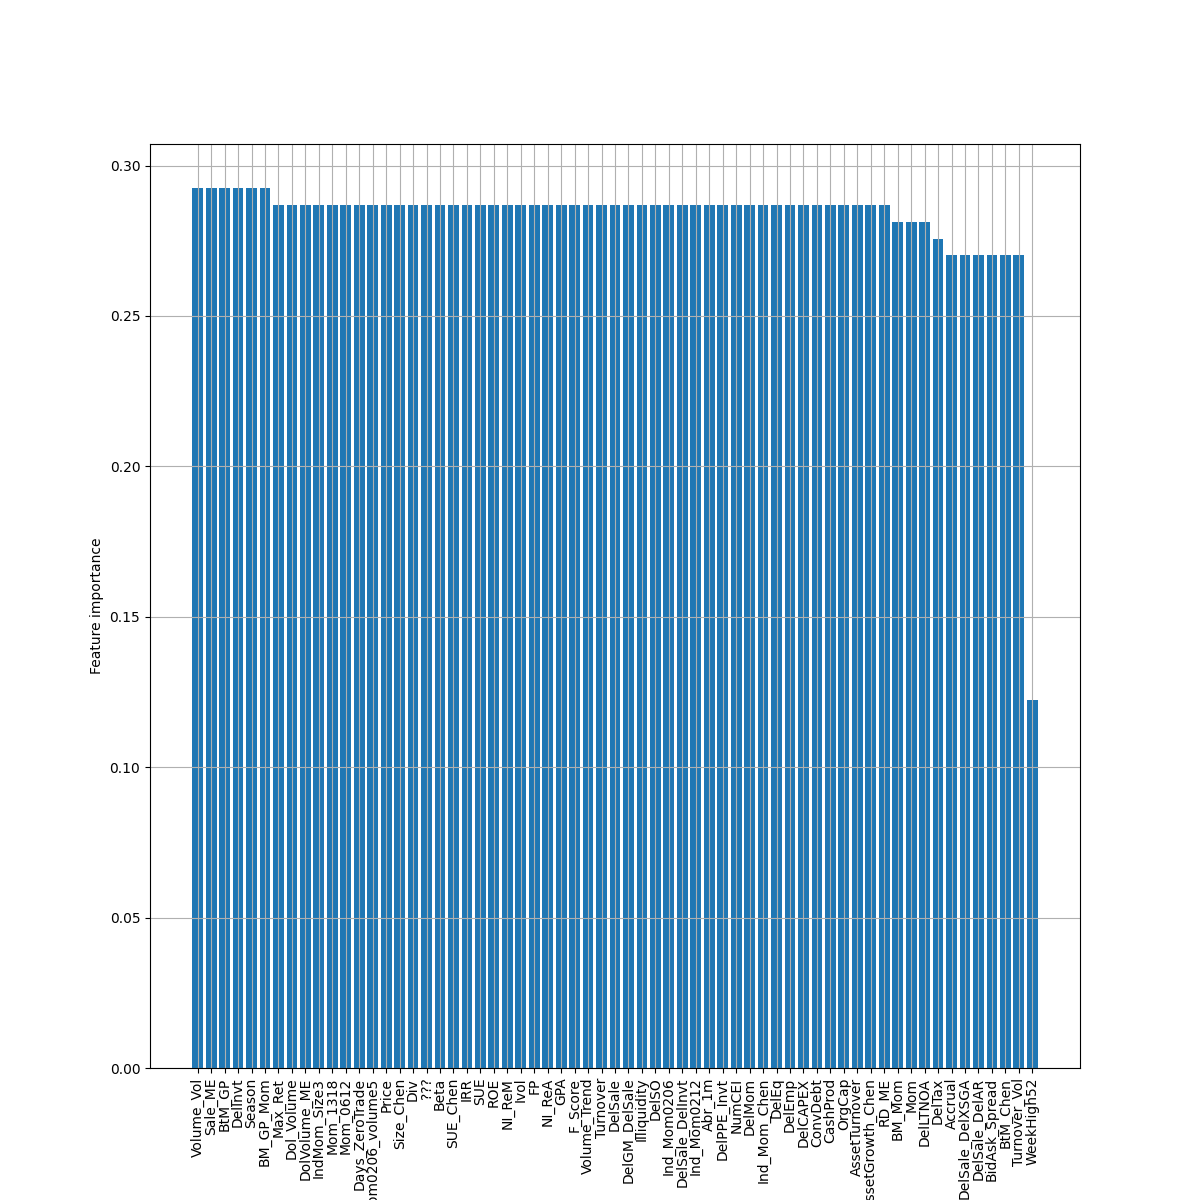 0.30
0.25
0.20
0.15
0.10
0.05
0.00
Feature importance
Volume_Vol
Sale_ME
BtM_GP
DelInvt
Season
BM_GP_Mom
Max_Ret
Dol_Volume
DolVolume_ME
IndMom_Size3
Mom_1318
Mom_0612
Days_ZeroTrade
om0206_volume5
Price
Size_Chen
Div
???
Beta
SUE_Chen
IRR
SUE
ROE
NI_ReM
Ivol
FP
NI_ReA
GPA
F_Score
Volume_Trend
Turnover
DelSale
DelGM_DelSale
Illiquidity
DelSO
Ind_Mom0206
DelSale_DelInvt
Ind_Mom0212
Abr_1m
DelPPE_Invt
NumCEI
DelMom
Ind_Mom_Chen
DelEq
DelEmp
DelCAPEX
ConvDebt
CashProd
OrgCap
AssetTurnover
ssetGrowth_Chen
RD_ME
BM_Mom
Mom
DelLTNOA
DelTax
Accrual
DelSale_DelXSGA
DelSale_DelAR
BidAsk_Spread
BtM_Chen
Turnover_Vol
WeekHigh52